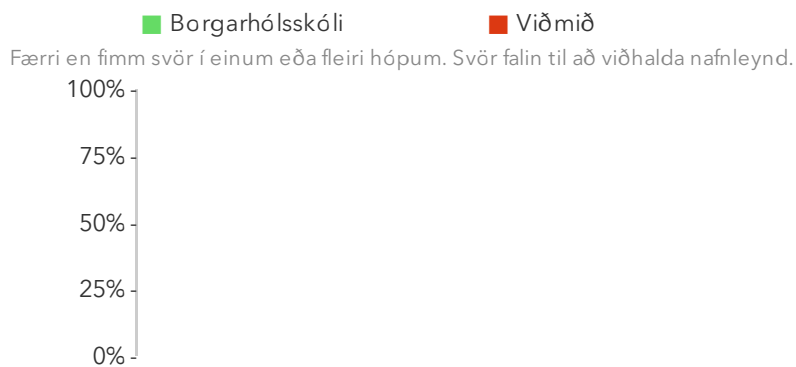 Borgarhólsskóli Viðmið
Færri en fimm svör í einum eða fleiri hópum. Svör falin til að viðhalda nafnleynd.
100%
75%
50%
25%
0%